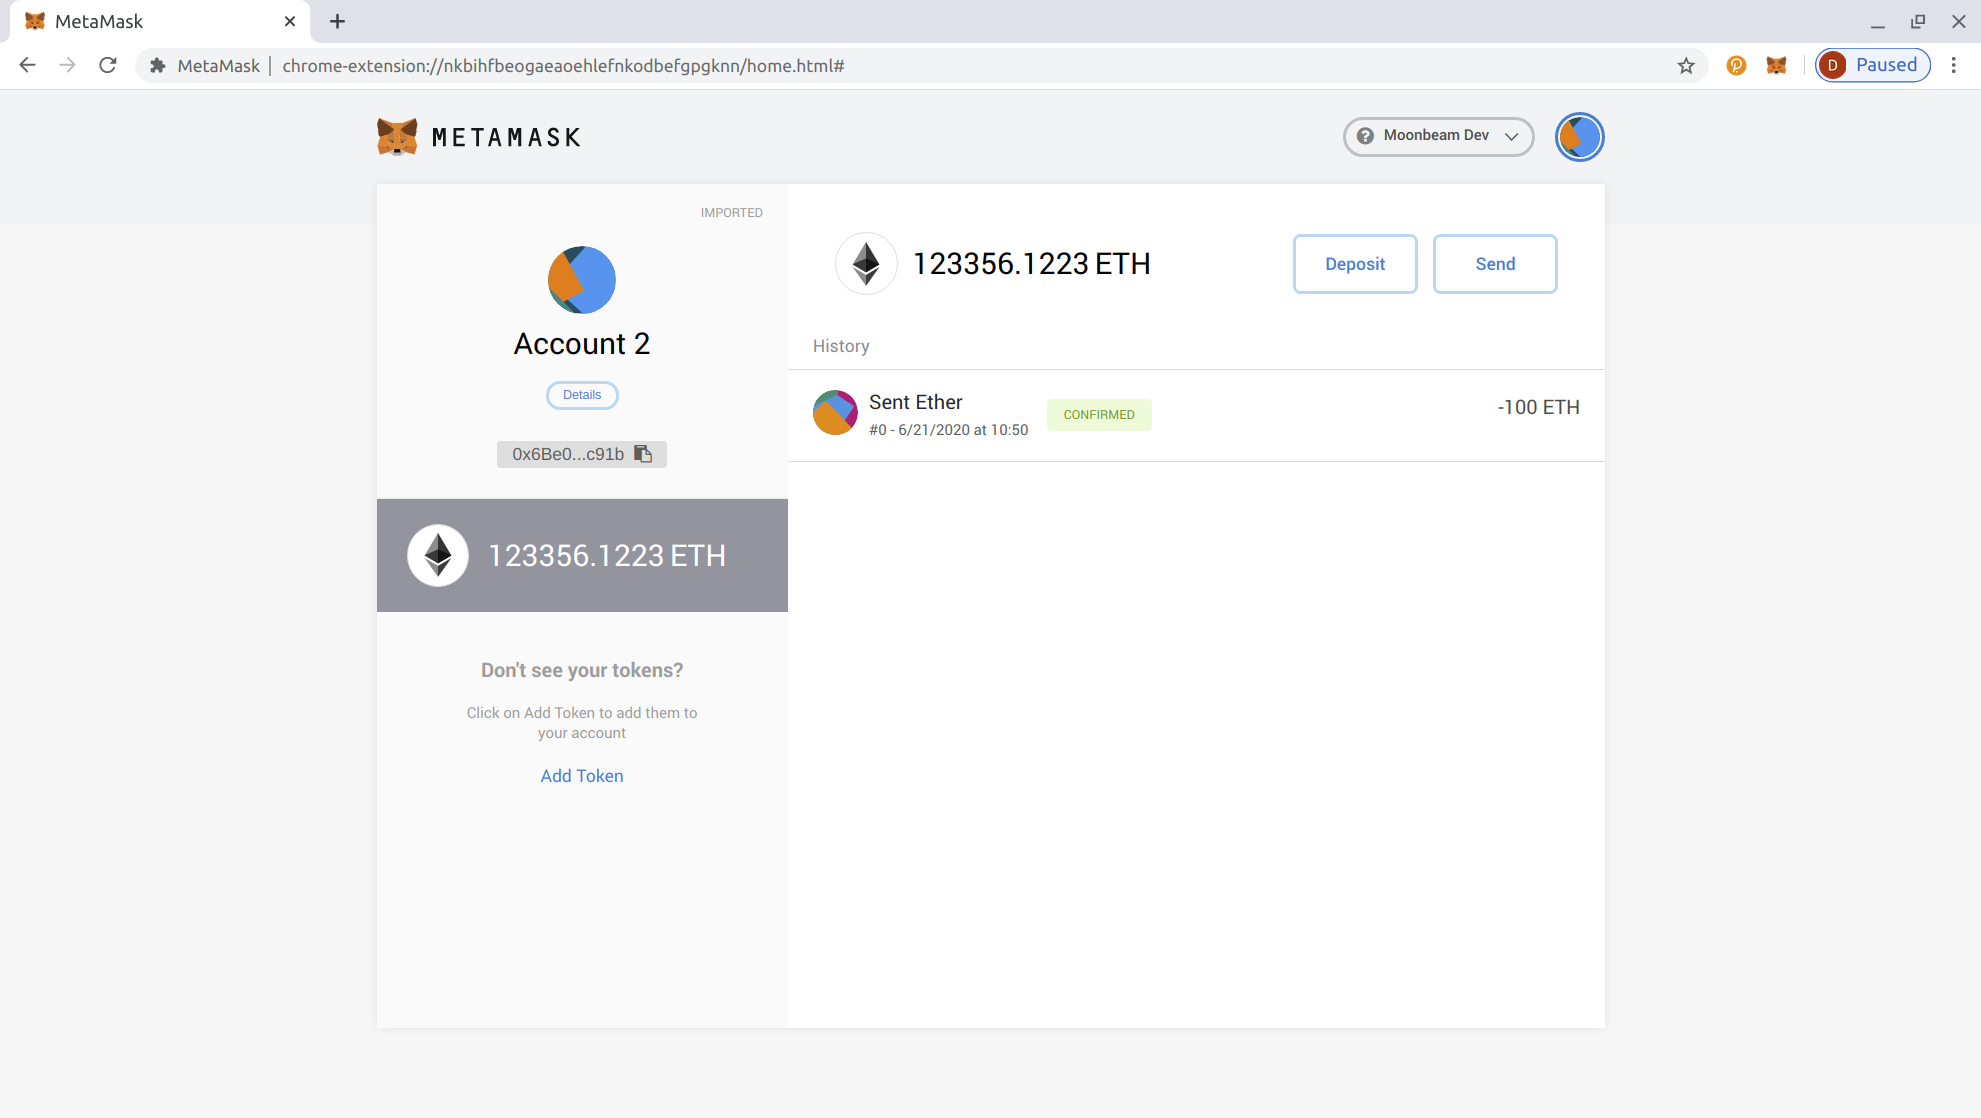 MetaMask
MetaMask | chrome-extension://nkbihfbeogaeaoehlefnkodbefgpgknn/home.html#
D Paused
METAMASK
? Moonbeam Dev
IMPORTED
Account 2
Details
0x6Be0...c91b
123356.1223 ETH
Don't see your tokens?
Click on Add Token to add them to
your account
Add Token
123356.1223 ETH
Deposit
Send
History
Sent Ether
#0 - 6/21/2020 at 10:50
CONFIRMED
-100 ETH